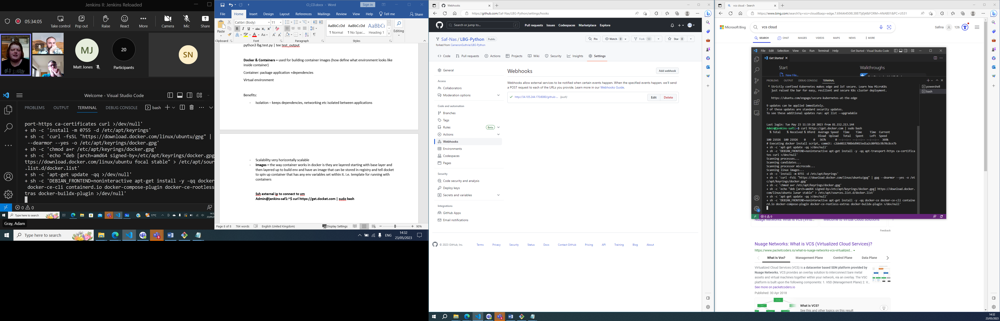 Jenkins II: Jenkins Reloaded
05:34:05
Take control
Pop out
Raise
React
More
Camera
Mic
Share
MJ
Matt Jones
20
Participants
SN
Welcome - Visual Studio Code
PROBLEMS
OUTPUT
TERMINAL
DEBUG CONSOLE
bash
port-https ca-certificates curl >/dev/null'
+ sh -c 'install -m 0755 -d /etc/apt/keyrings'
+ sh -c 'curl -fsSL "https://download.docker.com/linux/ubuntu/gpg" |
--dearmor --yes -o /etc/apt/keyrings/docker.gpg'
+ sh -c 'chmod a+r /etc/apt/keyrings/docker.gpg'
+ sh -c 'echo "deb [arch=amd64 signed-by=/etc/apt/keyrings/docker.gpg
ttps://download.docker.com/linux/ubuntu focal stable" > /etc/apt/sour
.list.d/docker.list'
+ sh -c 'apt-get update -qq >/dev/null'
+ sh -c 'DEBIAN_FRONTEND=noninteractive apt-get install -y -qq docker
docker-ce-cli containerd.io docker-compose-plugin docker-ce-rootless
tras docker-buildx-plugin >/dev/null'
0 0
Type here to search
17°C
14:32
23/05/2
Gray, Adam
Type here to search
ENG
14:32
23/05/2023
CI_CD.docx - Word
Sign in
File Home Insert Design Layout References Mailings Review View Help Tell me Share
Paste
Calibri (Body) 11
AaBbCcDd AaBbCcDd AaBbCc
¶ Normal ¶ No Spac... Heading 1
Editing
Clipboard Font Paragraph Styles
python3 lbg.test.py | tee test_output
Docker & Containers – used for building container images (how define what environment looks like
inside container)
Container: package application +dependencies
Virtual environment
Benefits:
- Isolation – keeps dependencies, networking etc isolated between applications
- Scalability very horizontally scalable
- Images – the way container works in docker is they are layered starting with base layer and
then layered up to build env and have an image that can be stored in registry and tell docket
to spin up container that has any env variables set within it. i.e. template for running with
containers
Ssh external ip to connect to vm
Admin@jenkins-saf1:~$ curl https://get.docket.com | sudo bash
Page 8 of 8 764 words English (United Kingdom) Display Settings 90%
Webhooks
https://github.com/Saf-Nas/LBG-Python/settings/hooks
Search or jump to...
Pull requests Issues Codespaces Marketplace Explore
Saf-Nas / LBG-Python Public
forked from CameronGuthrie/LBG-Python
Pin
Watch 0
Fork 50
Star 0
Code Pull requests Actions Projects Wiki Security Insights Settings
General
Access
Collaborators
Moderation options
Code and automation
Branches
Tags
Rules Beta
Actions
Webhooks
Environments
Codespaces
Pages
Security
Code security and analysis
Deploy keys
Secrets and variables
Integrations
GitHub Apps
Email notifications
Webhooks
Add webhook
Webhooks allow external services to be notified when certain events happen. When the specified events happen, we'll send
a POST request to each of the URLs you provide. Learn more in our Webhooks Guide.
http://34.105.244.170:8080/github-... (push)
Edit
Delete
© 2023 GitHub, Inc. Terms Privacy Security Status Docs Contact GitHub Pricing API Training Blog About
vcs cloud - Search
https://www.bing.com/search?q=vcs+cloud&aqs=edge.7.69i64i450l8.38875j0j4&FORM=ANAB01&PC=U531
Microsoft Bing
vcs cloud
Safina
126
SEARCH CHAT IMAGES VIDEOS MAPS NEWS MORE
File Edit Selection View Go Run Terminal Help
Get Started - Visual Studio Code
Get Started
Start
New File...
Walkthroughs
PROBLEMS OUTPUT DEBUG CONSOLE TERMINAL
powershell
bash
* Strictly confined Kubernetes makes edge and IoT secure. Learn how MicroK8s
just raised the bar for easy, resilient and secure K8s cluster deployment.
https://ubuntu.com/engage/secure-kubernetes-at-the-edge
9 updates can be applied immediately.
7 of these updates are standard security updates.
To see these additional updates run: apt list --upgradable
Last login: Tue May 23 11:19:28 2023 from 81.152.213.144
Admin@jenkins-saf1:~$ curl https://get.docker.com | sudo bash
% Total % Received % Xferd Average Speed Time Time Time Current
Dload Upload Total Spent Left Speed
100 21926 100 21926 0 0 367k 0 --:--:-- --:--:-- --:--:-- 369k
# Executing docker install script, commit: c2de0811708b6d9015ed1a2c80f02c9b70c8ce7b
+ sh -c 'apt-get update -qq >/dev/null'
+ sh -c 'DEBIAN_FRONTEND=noninteractive apt-get install -y -qq apt-transport-https ca-certifica
tes curl >/dev/null'
Scanning processes...
Scanning candidates...
Scanning processor microcode...
Scanning linux images...
+ sh -c 'install -m 0755 -d /etc/apt/keyrings'
+ sh -c 'curl -fsSL "https://download.docker.com/linux/ubuntu/gpg" | gpg --dearmor --yes -o /et
c/apt/keyrings/docker.gpg'
+ sh -c 'chmod a+r /etc/apt/keyrings/docker.gpg'
+ sh -c 'echo "deb [arch=amd64 signed-by=/etc/apt/keyrings/docker.gpg] https://download.docker.
com/linux/ubuntu lunar stable" > /etc/apt/sources.list.d/docker.list'
+ sh -c 'apt-get update -qq >/dev/null'
+ sh -c 'DEBIAN_FRONTEND=noninteractive apt-get install -y -qq docker-ce docker-ce-cli containe
rd.io docker-compose-plugin docker-ce-rootless-extras docker-buildx-plugin >/dev/null'
0 0
Nuage Networks: What is VCS (Virtu...
Welcome to Virtual Cloud Solutions
Feedback
Nuage Networks: What is VCS (Virtualized Cloud Services)?
https://www.packetcoders.io/what-is-nuage-networks-vcs-virtualized...
What Is Vcs? Management Plane Control Plane Data Plane
Virtualized Cloud Services (VCS) is a datacenter based SDN platform provided by
Nuage Networks. VCS provides an overlay solution to interconnect bare metal
assets and virtual machines together within your network, via an overlay. The VSC
platform is built upon the following components: 1. VSD (Management Plane) 2. V...
See more on packetcoders.io
Published: 30 Apr 2018
What is VCS?
See this and other topics on this result
14:32
23/05/2023